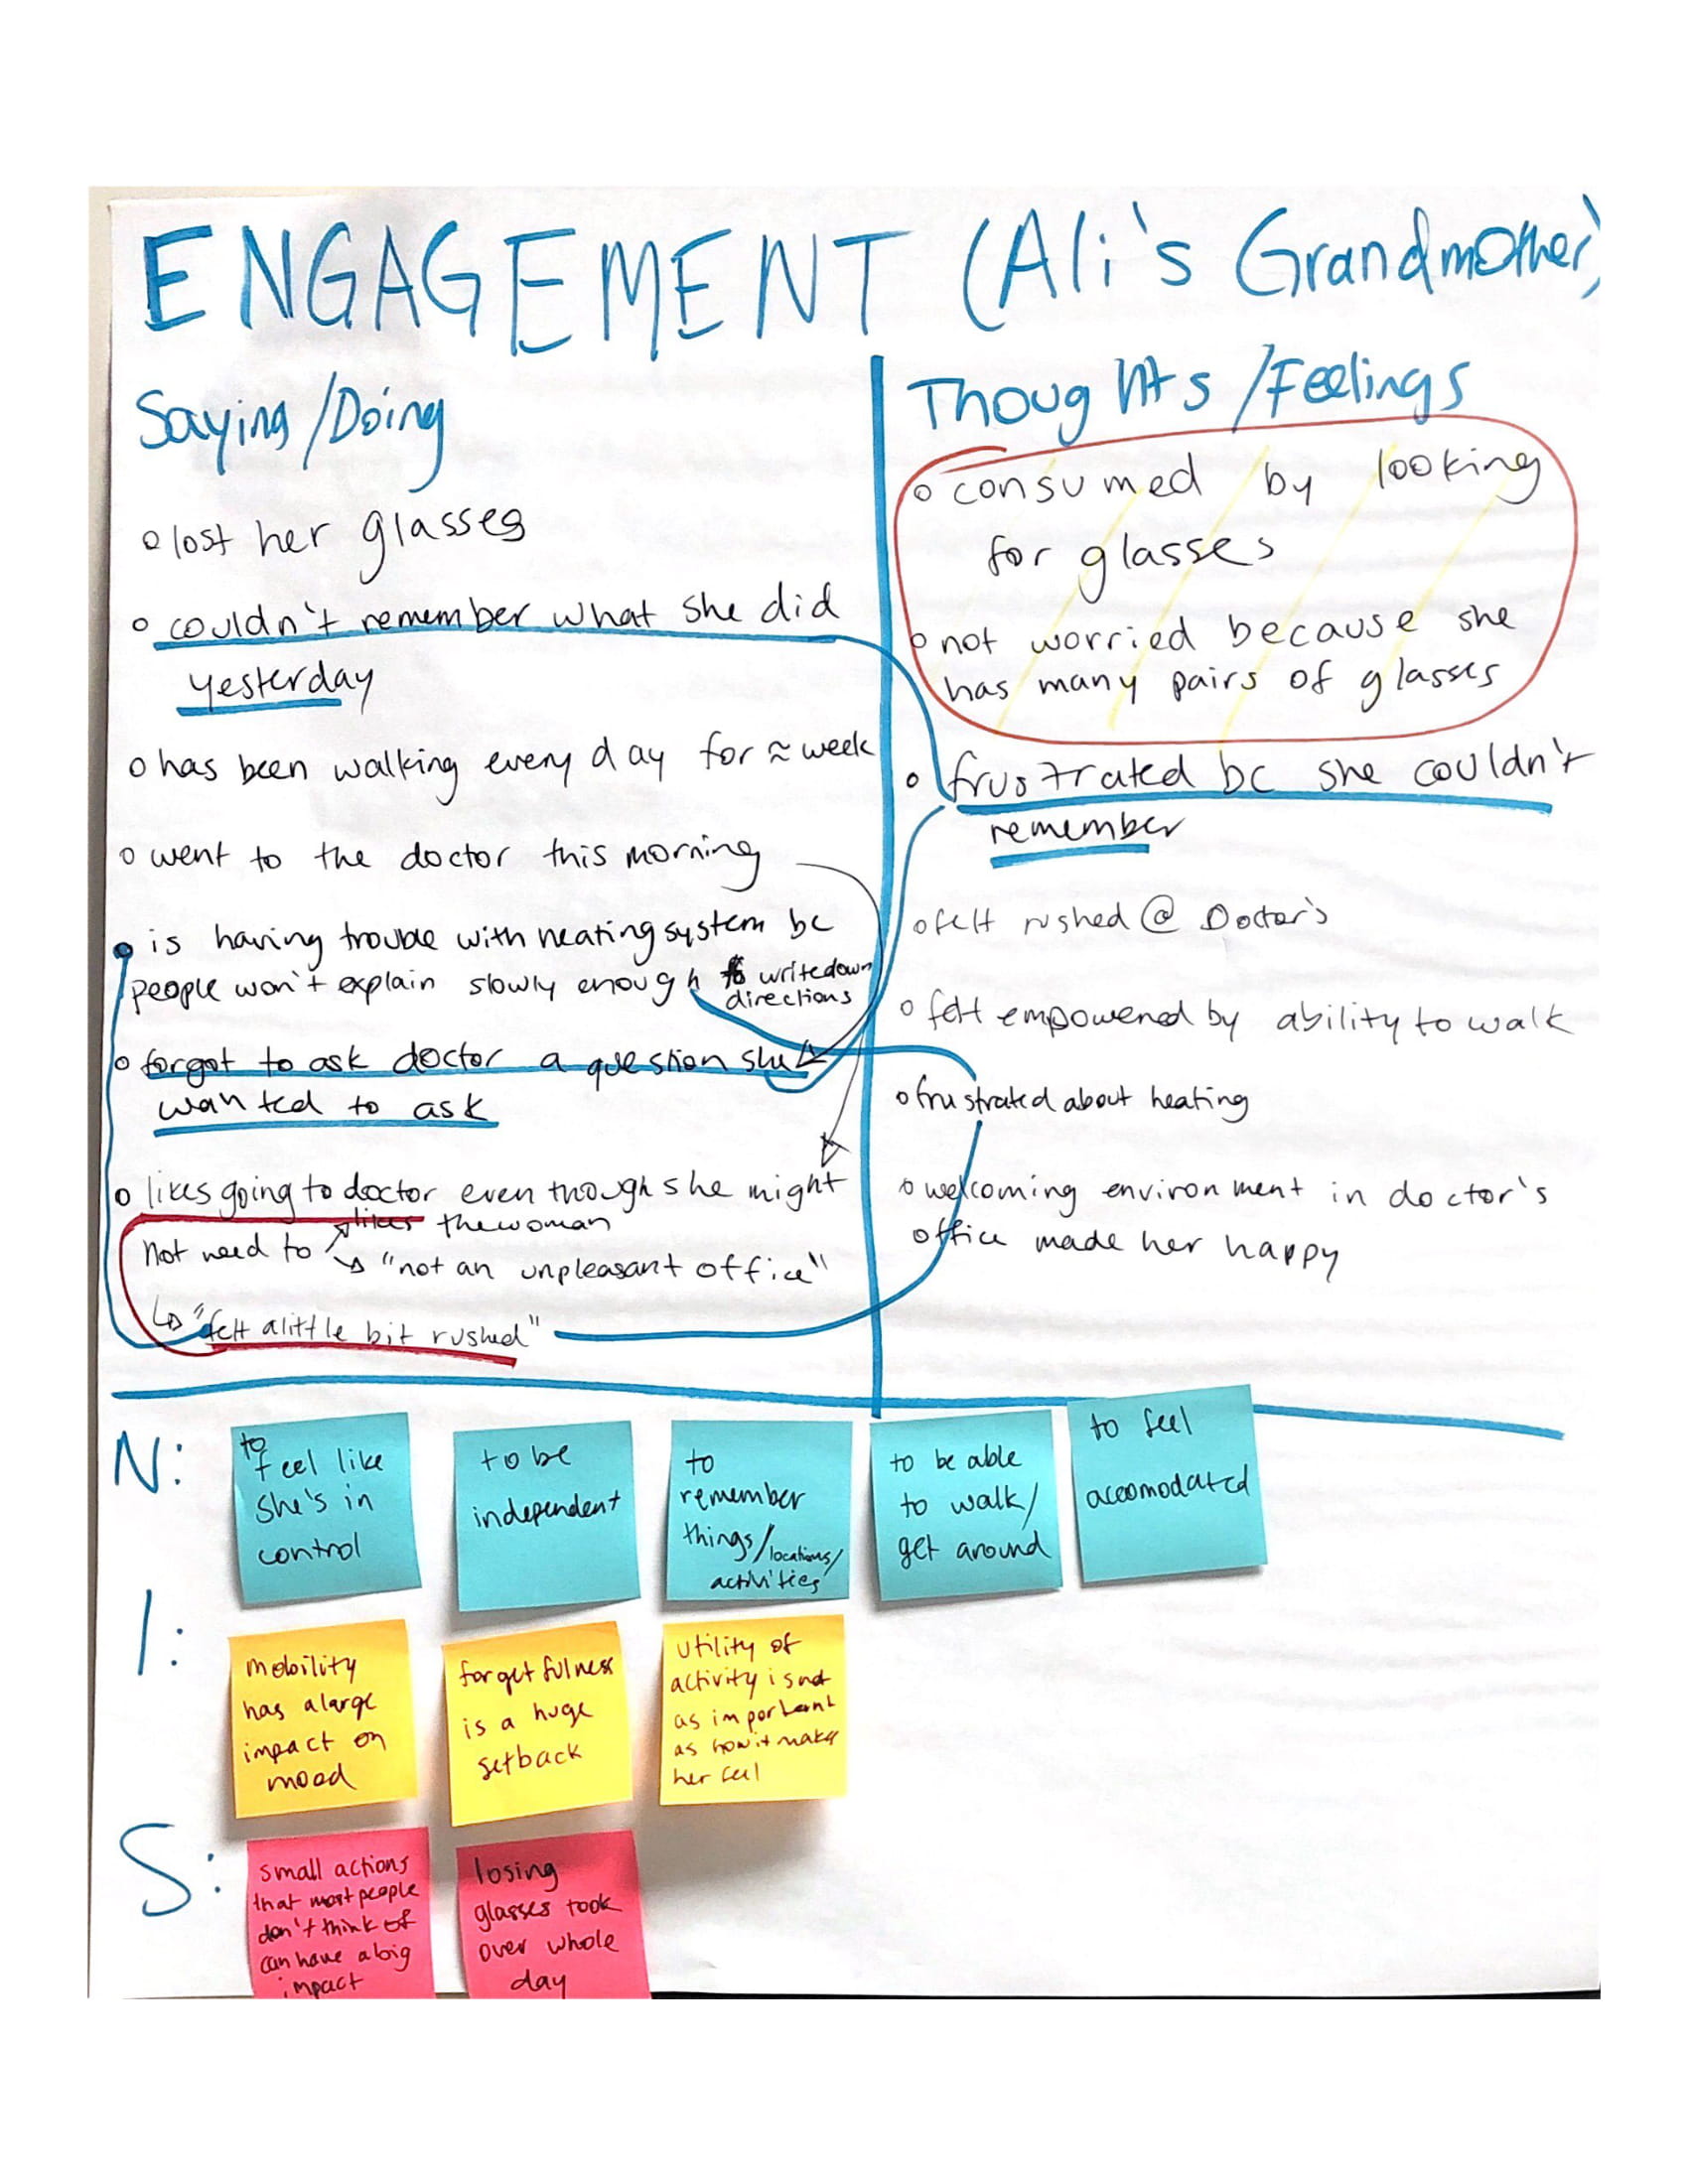 ENGAGEMENT (Ali's Grandmother)
Saying/Doing
o lost her glasses
o couldn't remember what she did
yesterday
o has been walking every day for ≈ week
o went to the doctor this morning
• is having trouble with heating system bc
people won't explain slowly enough to write down
directions
o forgot to ask doctor a question she
wanted to ask
o likes going to doctor even though she might
not need to
likes the woman
"not an unpleasant office"
"felt a little bit rushed"
Thoughts/Feelings
o consumed by looking
for glasses
o not worried because she
has many pairs of glasses
o frustrated bc she couldn't
remember
o felt rushed @ Doctor's
o felt empowered by ability to walk
o frustrated about heating
o welcoming environment in doctor's
office made her happy
N:
to
feel like
she's in
control
to be
independent
to
remember
things/locations/
activities
to be able
to walk/
get around
to feel
accomodated
I:
mobility
has a large
impact on
mood
forgetfulness
is a huge
setback
utility of
activity is not
as important
as how it makes
her feel
S:
small actions
that most people
don't think of
can have a big
impact
losing
glasses took
over whole
day